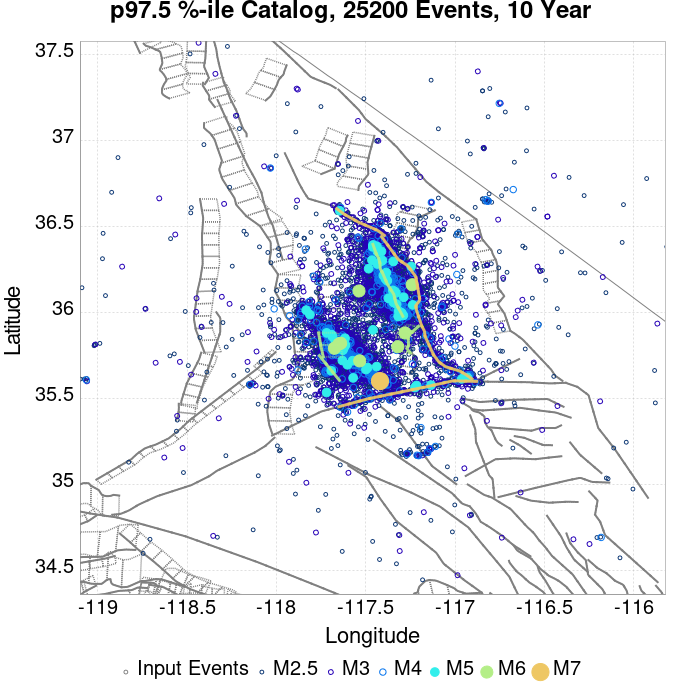 p97.5 %-ile Catalog, 25200 Events, 10 Year
37.5
37
36.5
36
35.5
35
34.5
Latitude
-119 -118.5 -118 -117.5 -117 -116.5 -116
Longitude
Input Events M2.5 M3 M4 M5 M6 M7